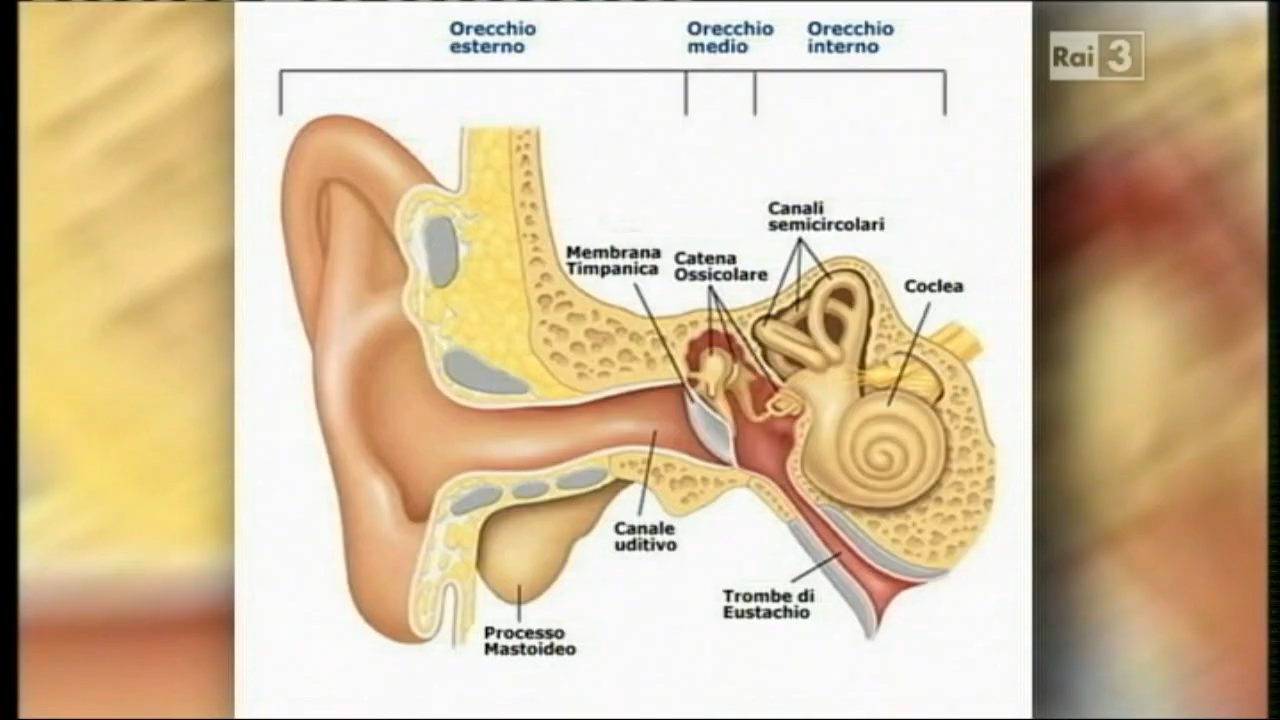 Orecchio
esterno
Orecchio
medio
Orecchio
interno
Rai 3
Canali
semicircolari
Membrana
Timpanica
Catena
Ossicolare
Coclea
Canale
uditivo
Trombe di
Eustachio
Processo
Mastoideo